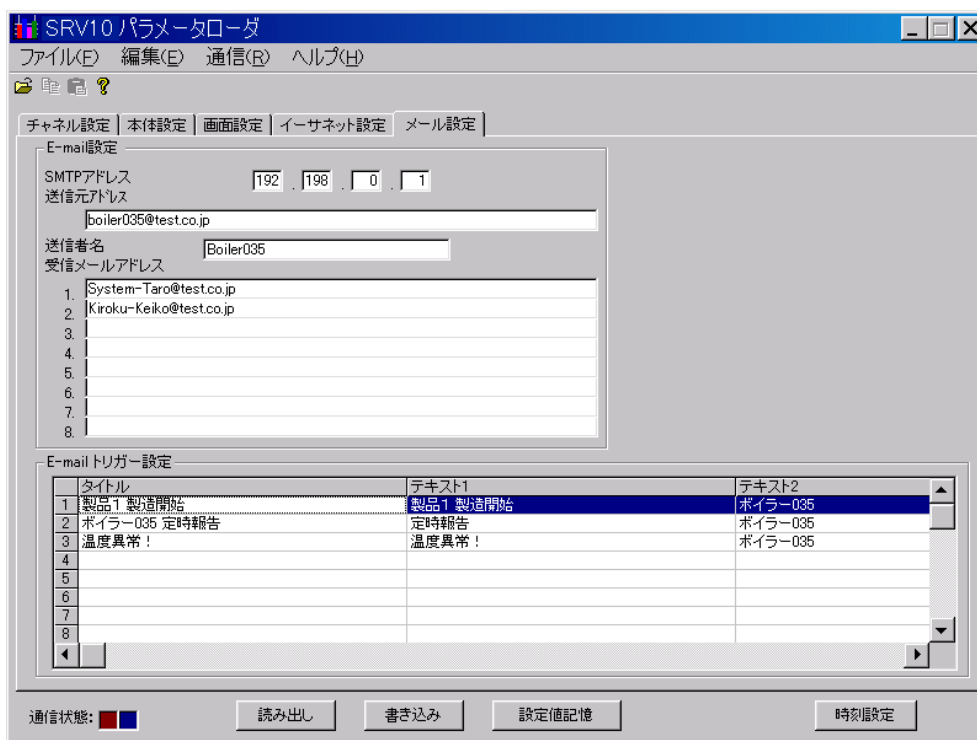 SRV10 パラメータローダ
ファイル(F) 編集(E) 通信(R) ヘルプ(H)
チャネル設定 本体設定 画面設定 イーサネット設定 メール設定
E-mail設定
SMTPアドレス 192 . 198 . 0 . 1
送信元アドレス
boiler035@test.co.jp
送信者名 Boiler035
受信メールアドレス
1. System-Taro@test.co.jp
2. Kiroku-Keiko@test.co.jp
3.
4.
5.
6.
7.
8.
E-mailトリガー設定
タイトル テキスト1 テキスト2
1 製品1 製造開始 製品1 製造開始 ボイラー035
2 ボイラー035 定時報告 定時報告 ボイラー035
3 温度異常! 温度異常! ボイラー035
4
5
6
7
8
通信状態: 読み出し 書き込み 設定値記憶 時刻設定